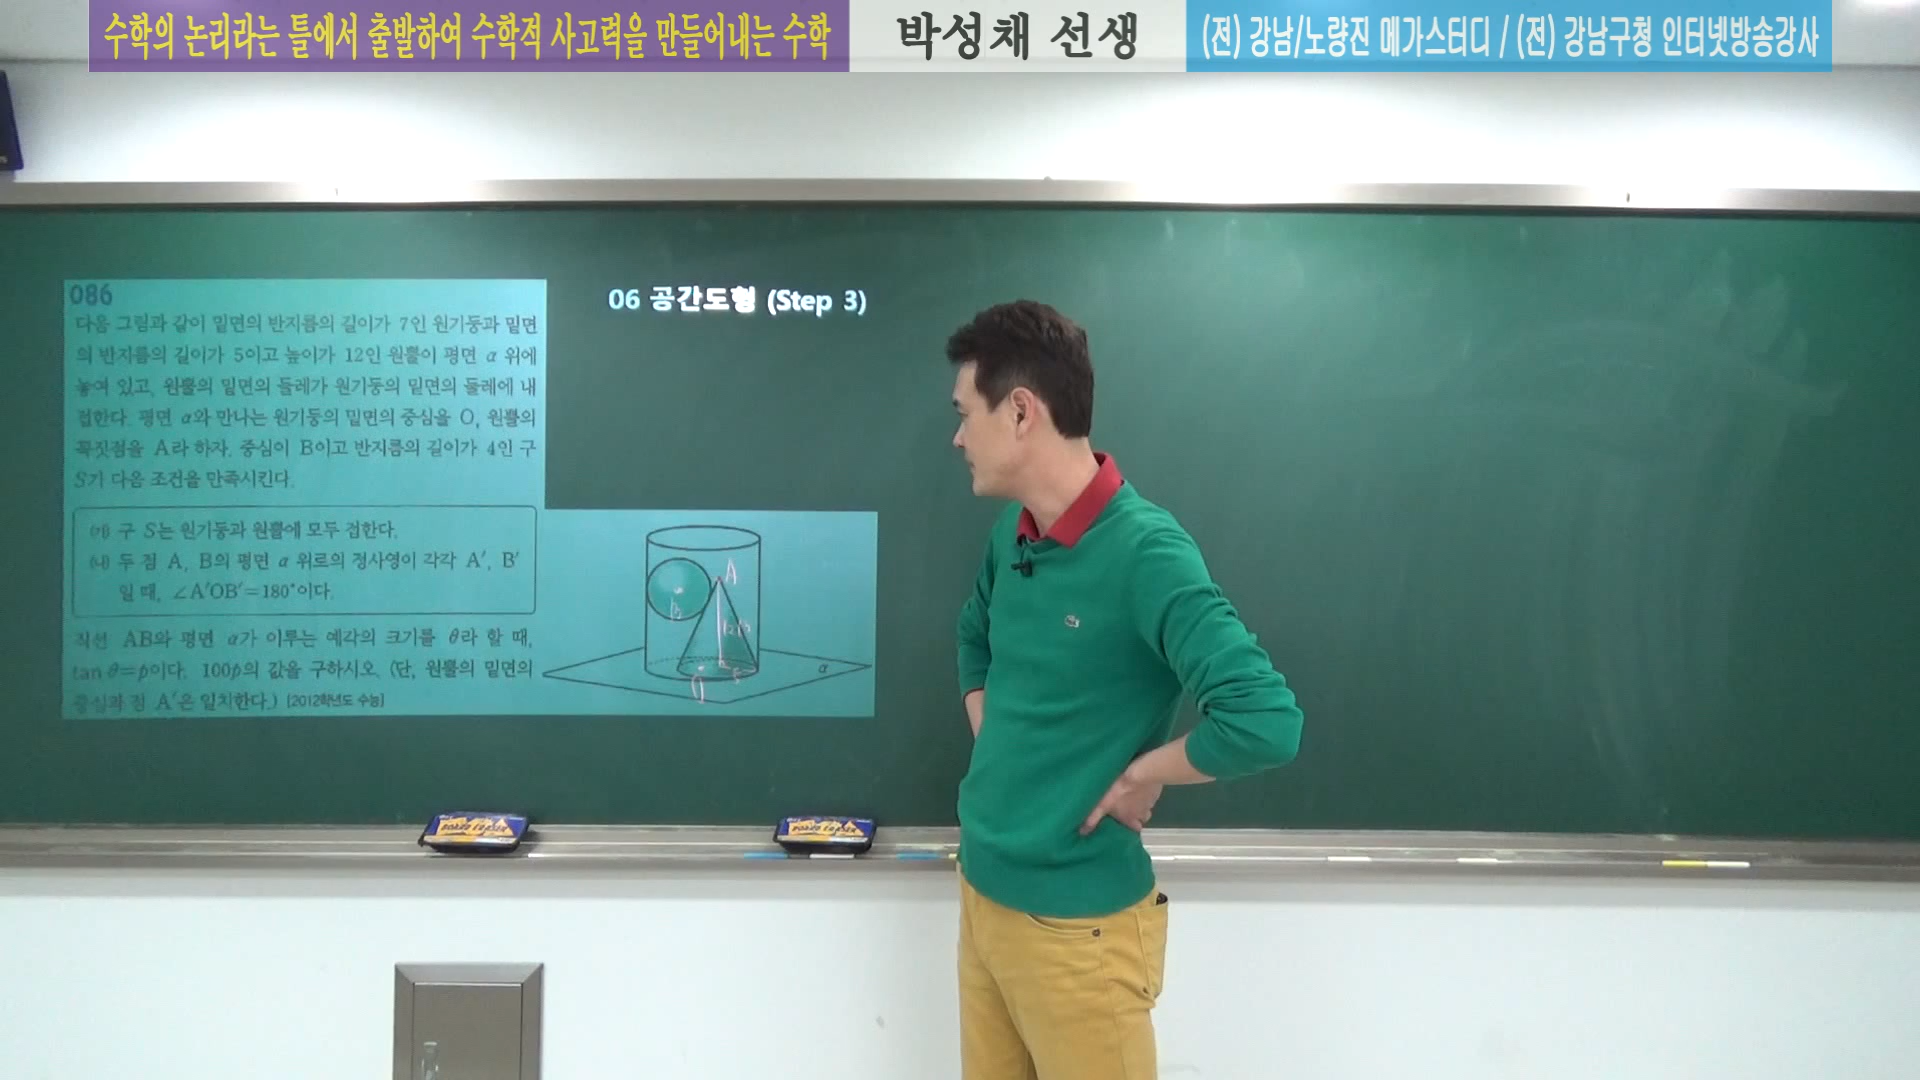 수학의 논리라는 틀에서 출발하여 수학적 사고력을 만들어내는 수학
박성채 선생
(전) 강남/노량진 메가스터디 / (전) 강남구청 인터넷방송강사
086
다음 그림과 같이 밑면의 반지름의 길이가 7인 원기둥과 밑면
의 반지름의 길이가 5이고 높이가 12인 원뿔이 평면 α 위에
놓여 있고, 원뿔의 밑면의 둘레가 원기둥의 밑면의 둘레에 내
접한다. 평면 α와 만나는 원기둥의 밑면의 중심을 O, 원뿔의
꼭짓점을 A라 하자. 중심이 B이고 반지름의 길이가 4인 구
S가 다음 조건을 만족시킨다.
(가) 구 S는 원기둥과 원뿔에 모두 접한다.
(나) 두 점 A, B의 평면 α 위로의 정사영이 각각 A′, B′
일 때, ∠A′OB′=180°이다.
직선 AB와 평면 α가 이루는 예각의 크기를 θ라 할 때,
tan θ=p이다. 100p의 값을 구하시오. (단, 원뿔의 밑면의
중심과 점 A′은 일치한다.) [2012학년도 수능]
06 공간도형 (Step 3)
A
B
12
5
O
α
BOARD ERASER
BOARD ERASER